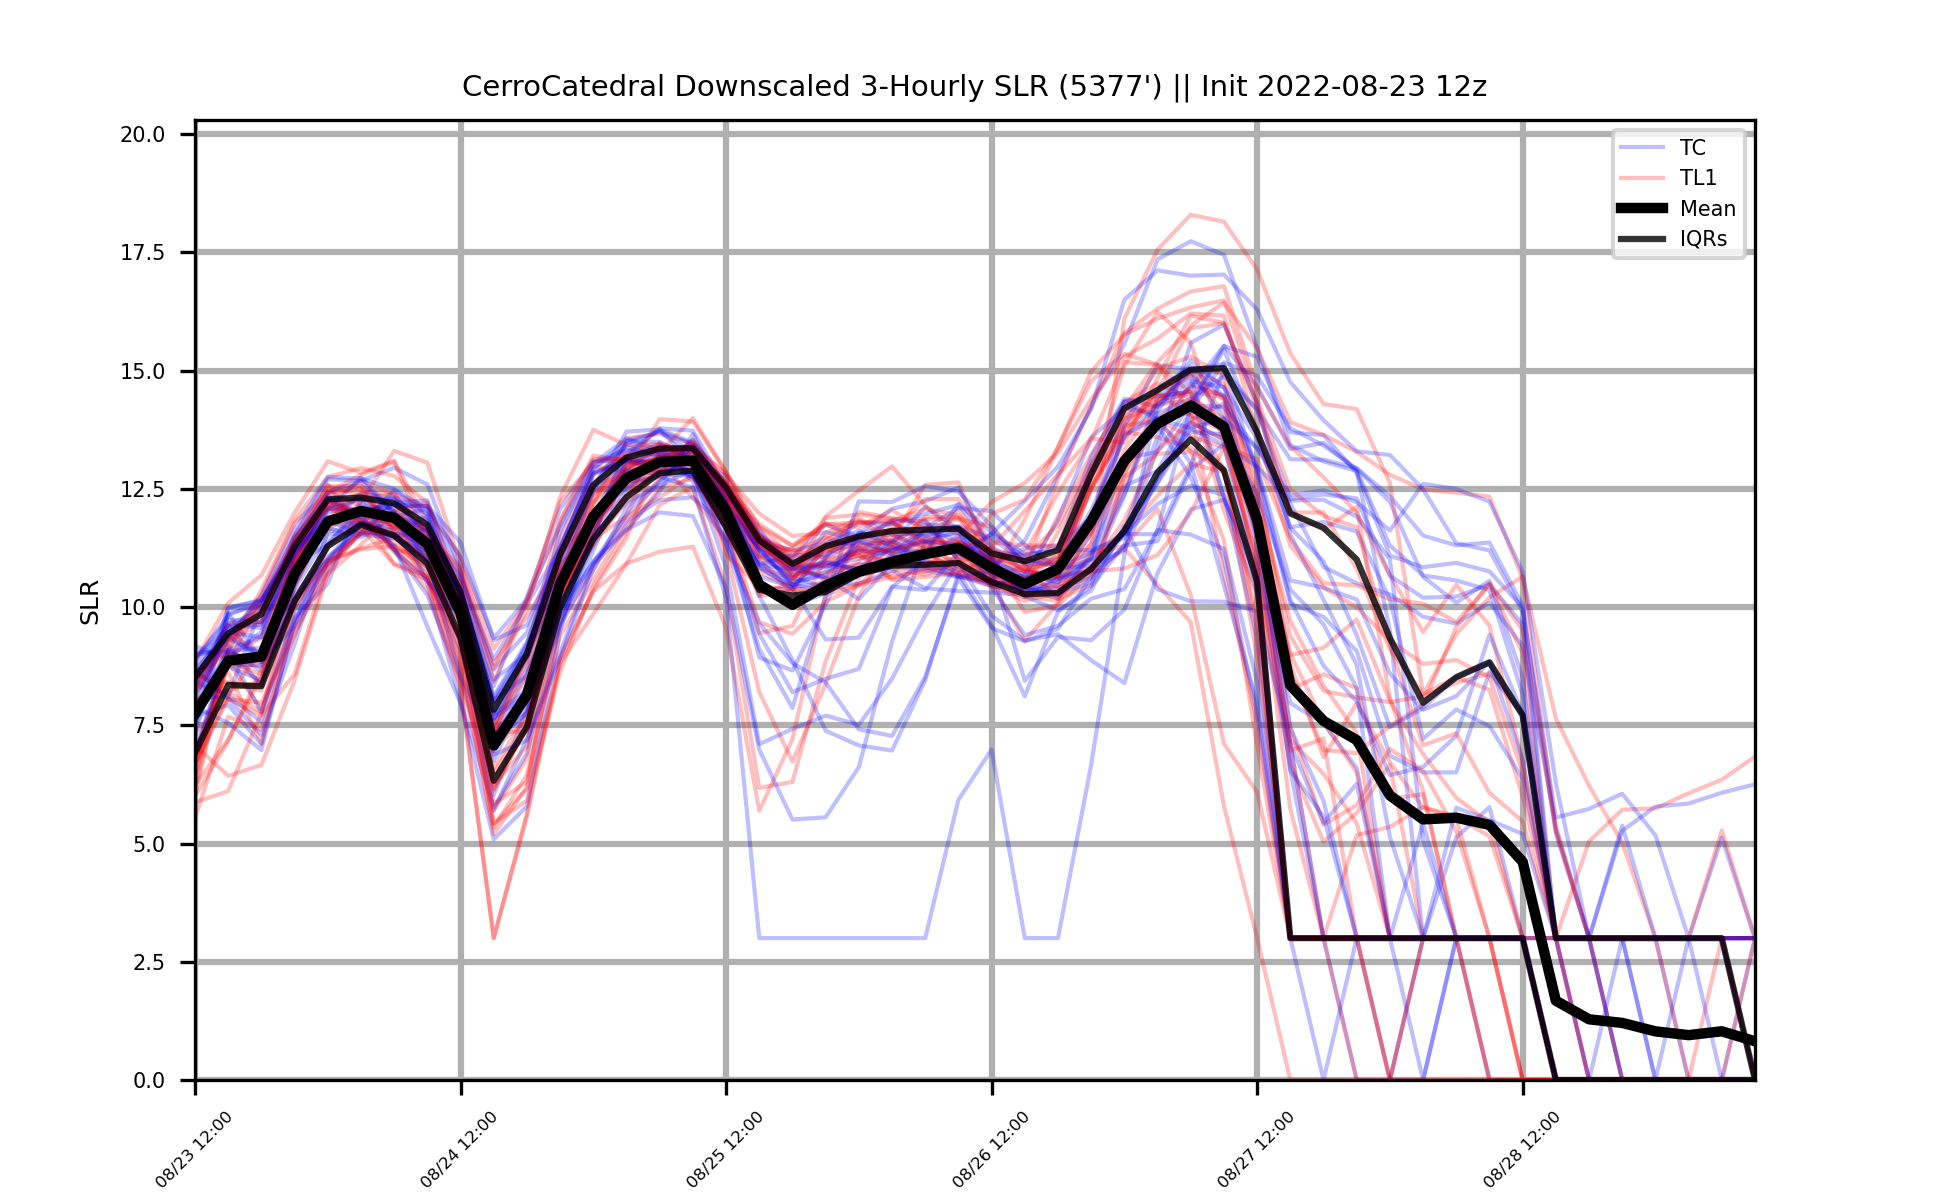 CerroCatedral Downscaled 3-Hourly SLR (5377') || Init 2022-08-23 12z
20.0
17.5
15.0
12.5
10.0
7.5
5.0
2.5
0.0
SLR
TC
TL1
Mean
IQRs
08/23 12:00
08/24 12:00
08/25 12:00
08/26 12:00
08/27 12:00
08/28 12:00